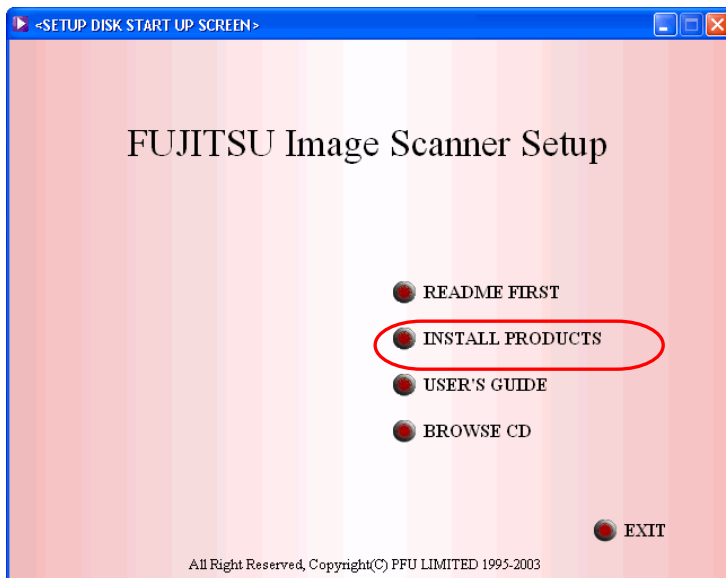 <SETUP DISK START UP SCREEN>
FUJITSU Image Scanner Setup
README FIRST
INSTALL PRODUCTS
USER'S GUIDE
BROWSE CD
EXIT
All Right Reserved, Copyright(C) PFU LIMITED 1995-2003